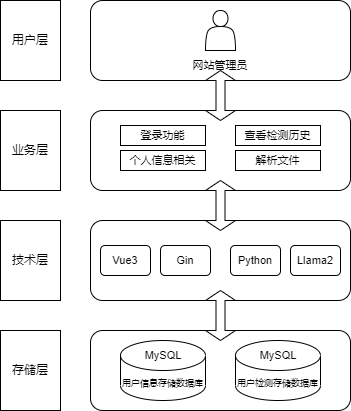 用户层
网站管理员
业务层
登录功能
查看检测历史
个人信息相关
解析文件
技术层
Vue3
Gin
Python
Llama2
存储层
MySQL
用户信息存储数据库
MySQL
用户检测存储数据库